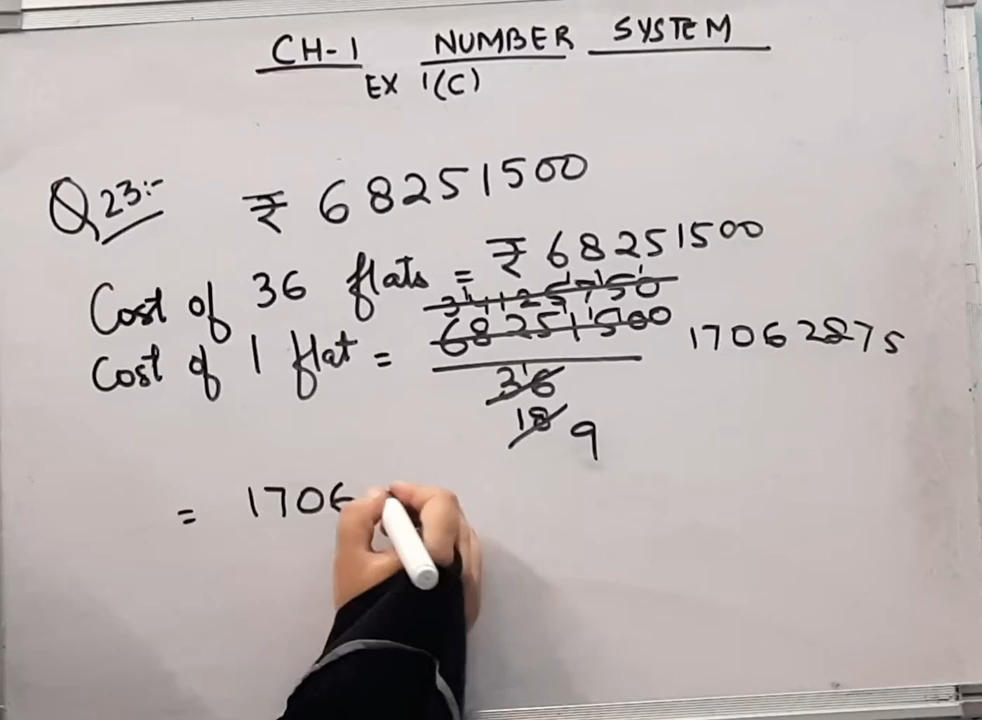 CH-1 NUMBER SYSTEM
EX 1(C)
Q23:- ₹ 68251500
Cost of 36 flats = ₹ 68251500
34125750
Cost of 1 flat = 68251500 17062875
36
18 9
= 1706